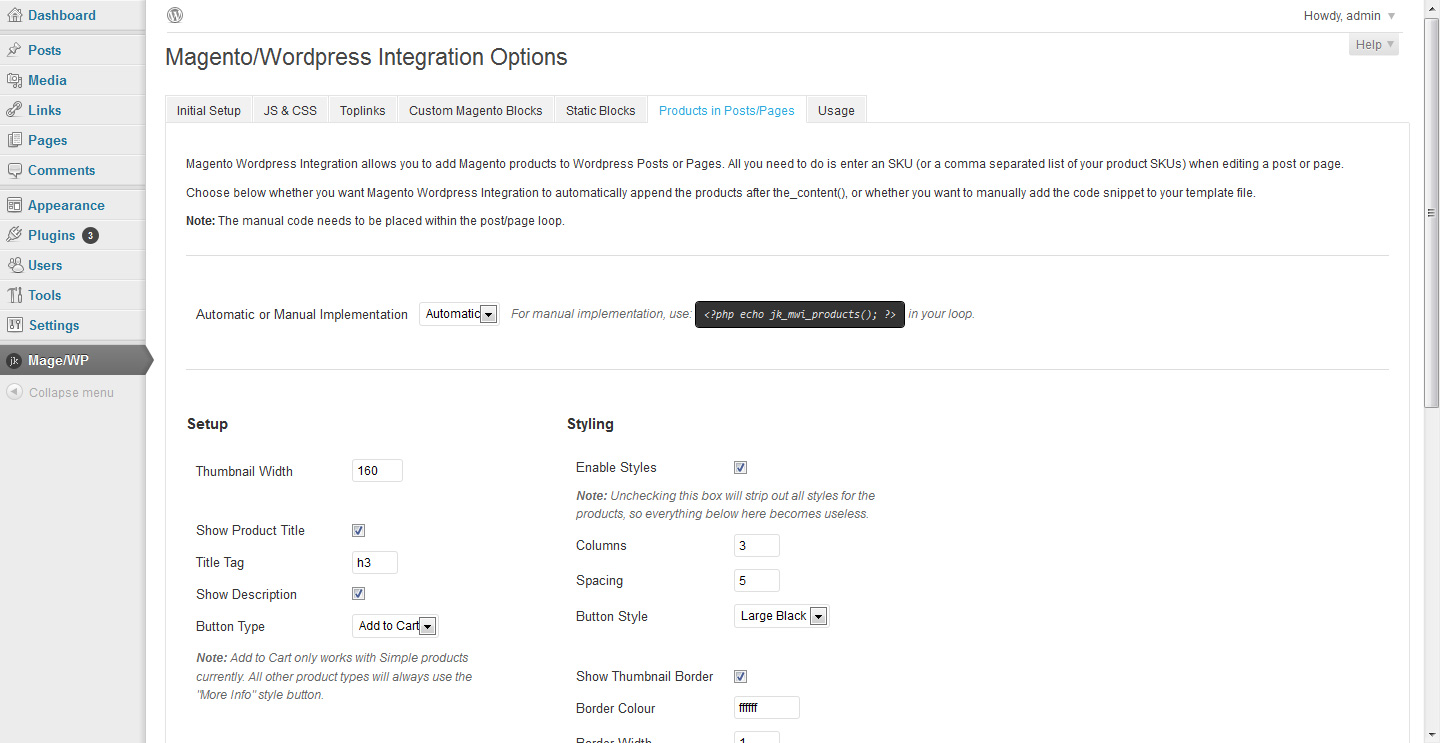 Dashboard
Posts
Media
Links
Pages
Comments
Appearance
Plugins 3
Users
Tools
Settings
jk Mage/WP
Collapse menu
Howdy, admin
Help
Magento/Wordpress Integration Options
Initial Setup JS & CSS Toplinks Custom Magento Blocks Static Blocks Products in Posts/Pages Usage
Magento Wordpress Integration allows you to add Magento products to Wordpress Posts or Pages. All you need to do is enter an SKU (or a comma separated list of your product SKUs) when editing a post or page.
Choose below whether you want Magento Wordpress Integration to automatically append the products after the_content(), or whether you want to manually add the code snippet to your template file.
Note: The manual code needs to be placed within the post/page loop.
Automatic or Manual Implementation Automatic For manual implementation, use: <?php echo jk_mwi_products(); ?> in your loop.
Setup
Thumbnail Width 160
Show Product Title
Title Tag h3
Show Description
Button Type Add to Cart
Note: Add to Cart only works with Simple products
currently. All other product types will always use the
"More Info" style button.
Styling
Enable Styles
Note: Unchecking this box will strip out all styles for the
products, so everything below here becomes useless.
Columns 3
Spacing 5
Button Style Large Black
Show Thumbnail Border
Border Colour ffffff
Border Width 1